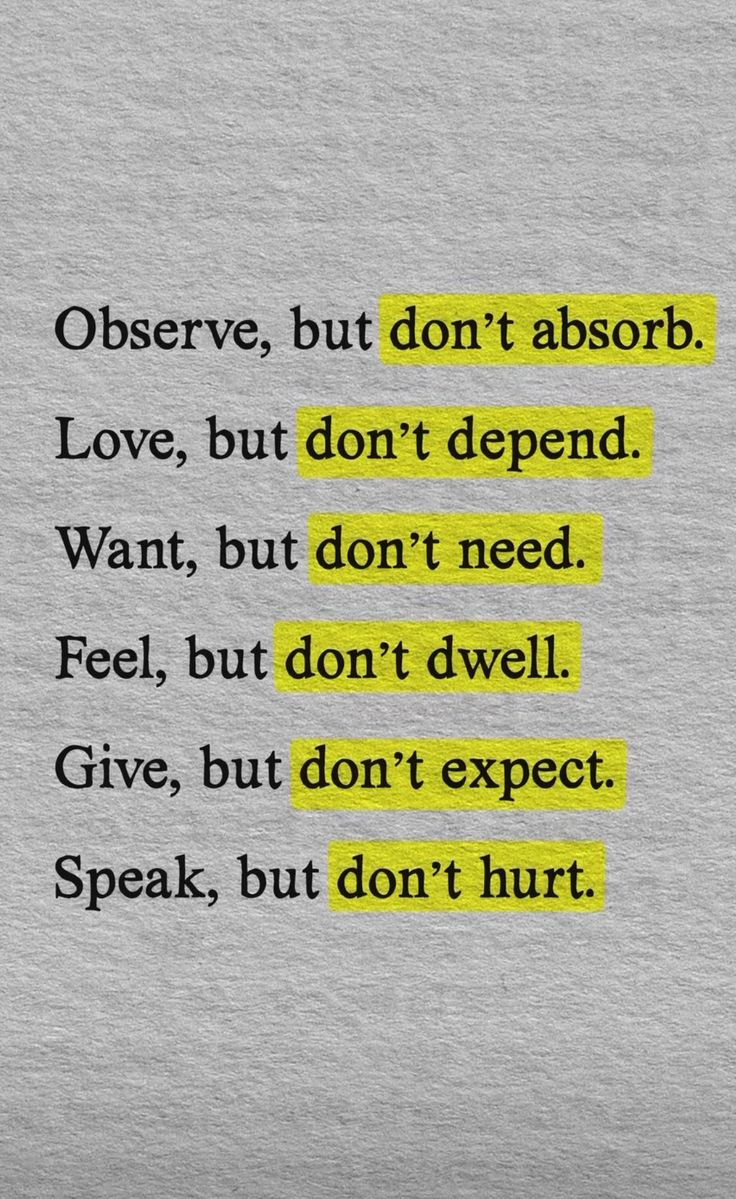 Observe, but don’t absorb.
Love, but don’t depend.
Want, but don’t need.
Feel, but don’t dwell.
Give, but don’t expect.
Speak, but don’t hurt.